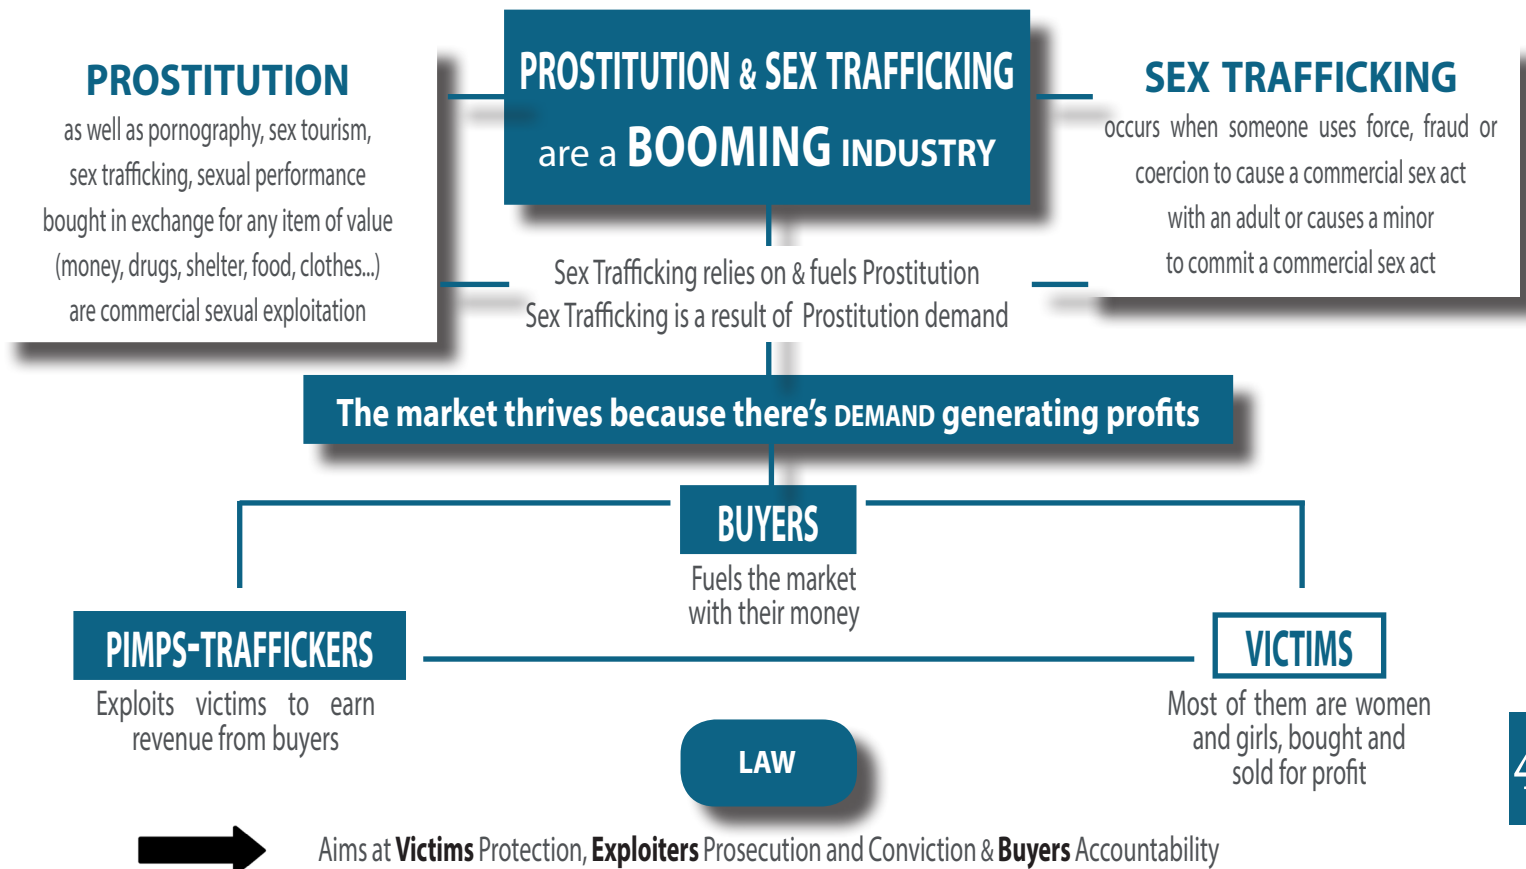 PROSTITUTION
as well as pornography, sex tourism,
sex trafficking, sexual performance
bought in exchange for any item of value
(money, drugs, shelter, food, clothes...)
are commercial sexual exploitation
PROSTITUTION & SEX TRAFFICKING
are a BOOMING INDUSTRY
SEX TRAFFICKING
occurs when someone uses force, fraud or
coercion to cause a commercial sex act
with an adult or causes a minor
to commit a commercial sex act
Sex Trafficking relies on & fuels Prostitution
Sex Trafficking is a result of Prostitution demand
The market thrives because there's DEMAND generating profits
BUYERS
Fuels the market
with their money
PIMPS-TRAFFICKERS
Exploits victims to earn
revenue from buyers
VICTIMS
Most of them are women
and girls, bought and
sold for profit
LAW
Aims at Victims Protection, Exploiters Prosecution and Conviction & Buyers Accountability